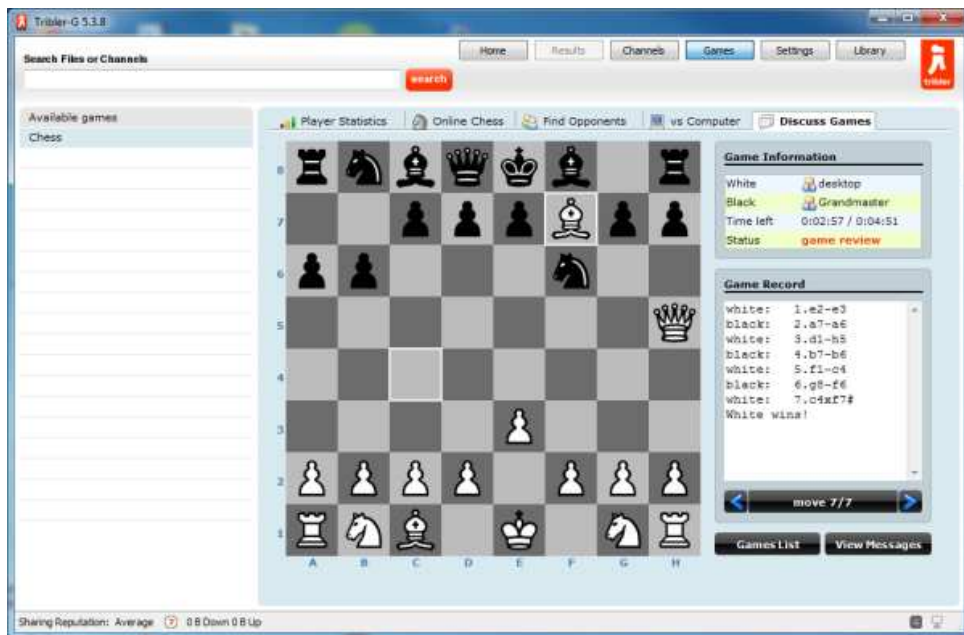 Tribler-G 5.3.8
Search Files or Channels
Home Results Channels Games Settings Library
search
tribler
Available games
Chess
Player Statistics Online Chess Find Opponents vs Computer Discuss Games
8
7
6
5
4
3
2
1
A B C D E F G H
Game Information
White desktop
Black Grandmaster
Time left 0:02:57 / 0:04:51
Status game review
Game Record
white: 1.e2-e3
black: 2.a7-a6
white: 3.d1-h5
black: 4.b7-b6
white: 5.f1-c4
black: 6.g8-f6
white: 7.c4xf7#
White wins!
move 7/7
Games List View Messages
Sharing Reputation: Average ? 0 B Down 0 B Up